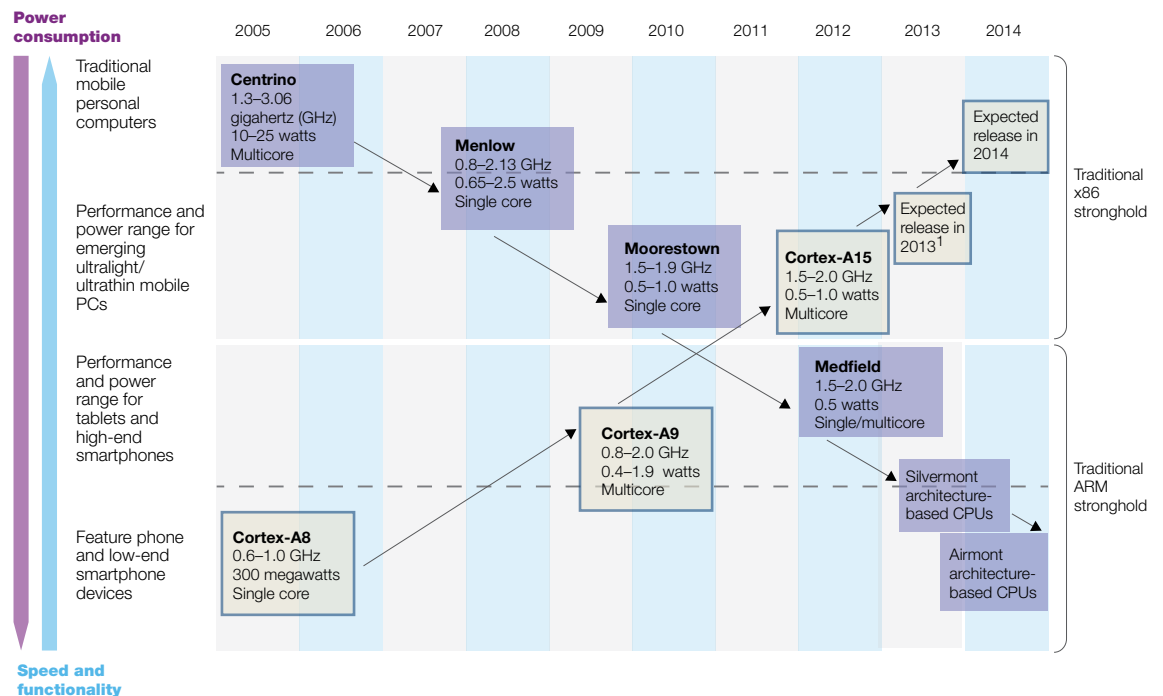 Power
consumption
2005
2006
2007
2008
2009
2010
2011
2012
2013
2014
Traditional
mobile
personal
computers
Performance and
power range for
emerging
ultralight/
ultrathin mobile
PCs
Performance
and power
range for
tablets and
high-end
smartphones
Feature phone
and low-end
smartphone
devices
Speed and
functionality
Centrino
1.3–3.06
gigahertz (GHz)
10–25 watts
Multicore
Menlow
0.8–2.13 GHz
0.65–2.5 watts
Single core
Moorestown
1.5–1.9 GHz
0.5–1.0 watts
Single core
Cortex-A15
1.5–2.0 GHz
0.5–1.0 watts
Multicore
Expected
release in
2013¹
Expected
release in
2014
Medfield
1.5–2.0 GHz
0.5 watts
Single/multicore
Cortex-A9
0.8–2.0 GHz
0.4–1.9 watts
Multicore
Silvermont
architecture-
based CPUs
Cortex-A8
0.6–1.0 GHz
300 megawatts
Single core
Airmont
architecture-
based CPUs
Traditional
x86
stronghold
Traditional
ARM
stronghold